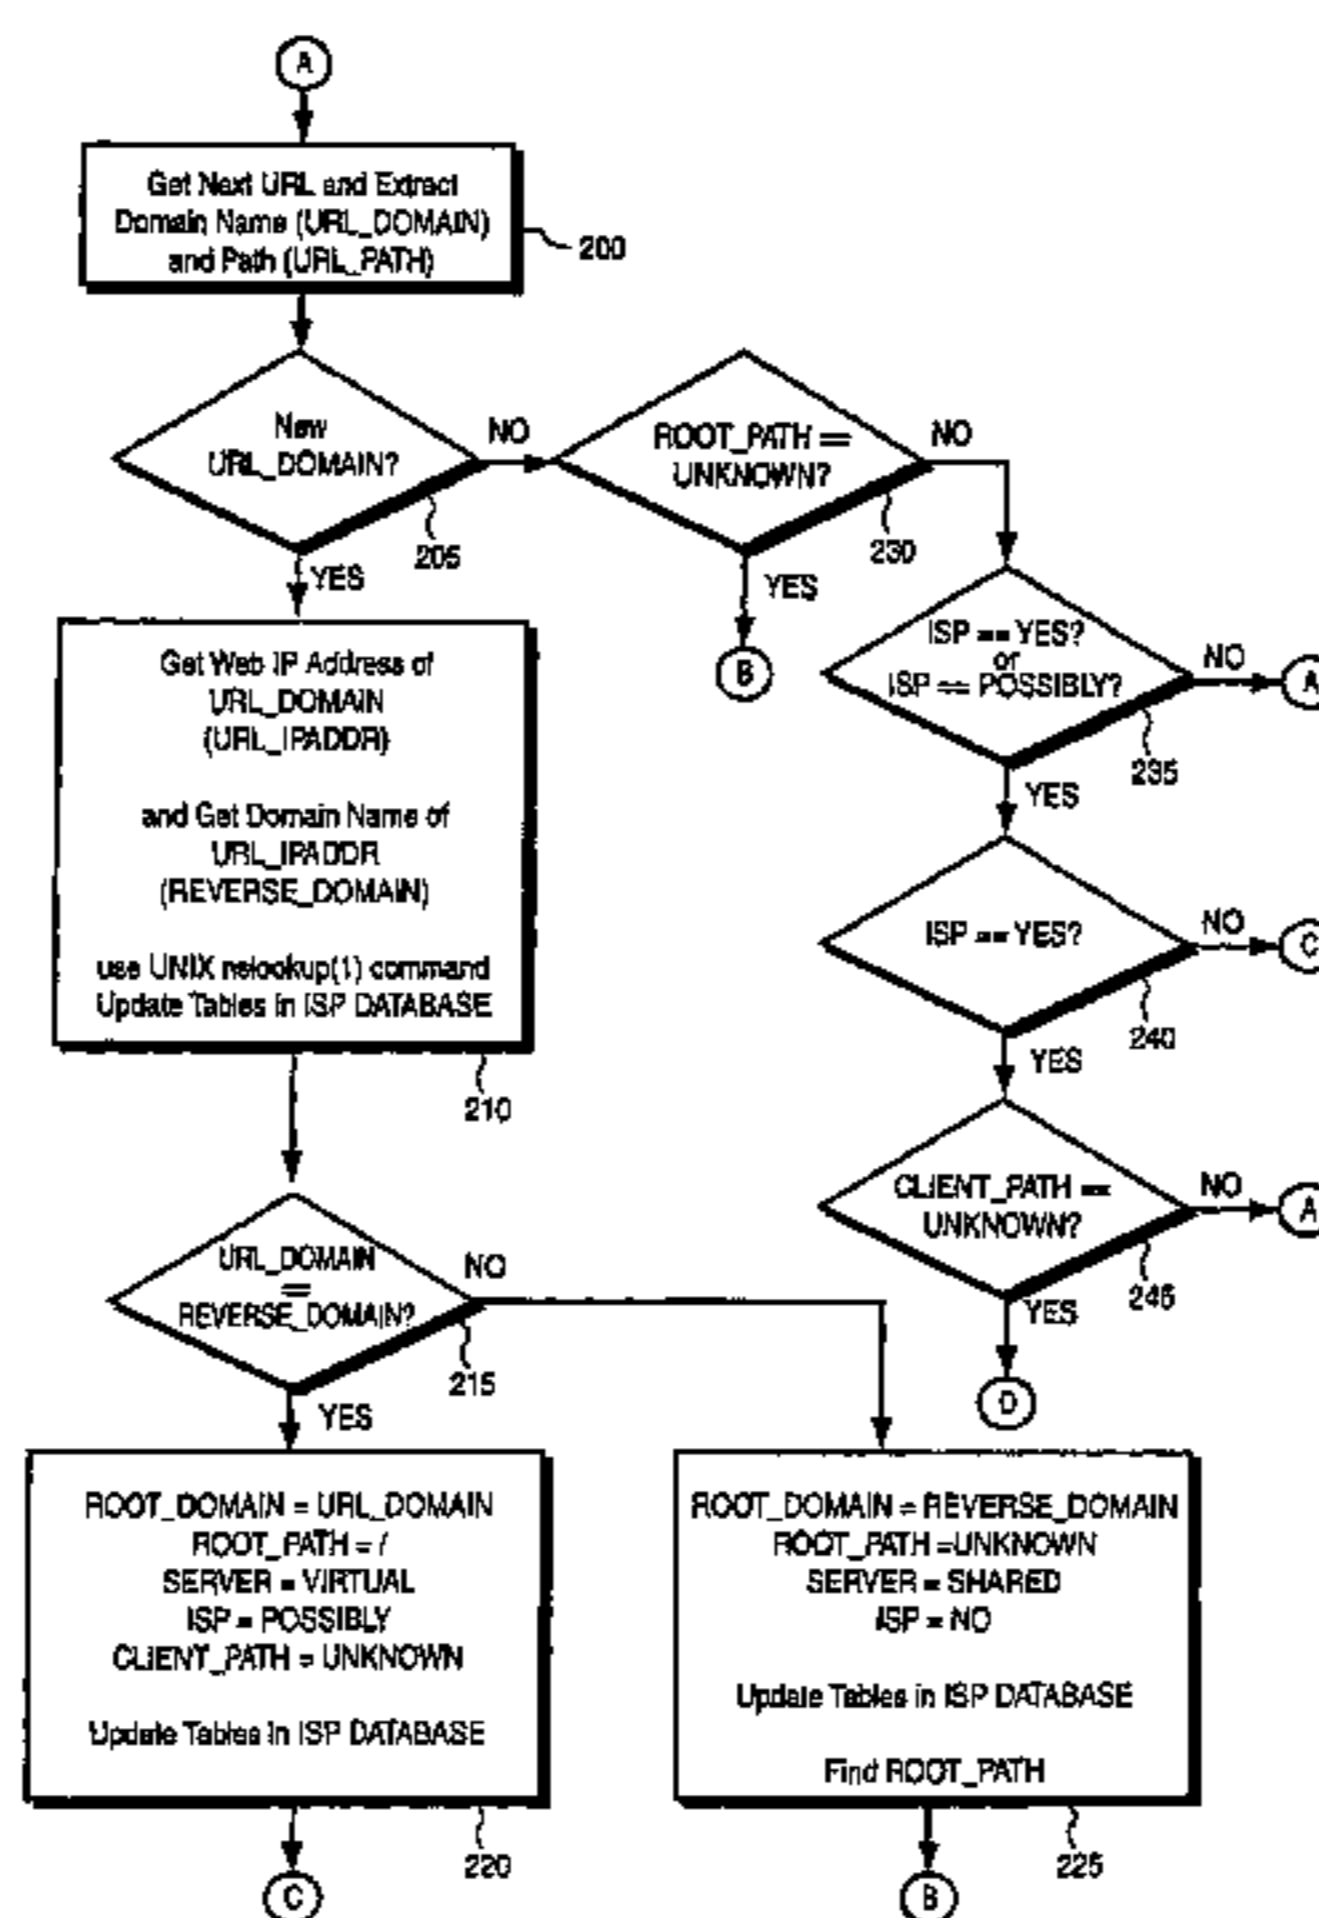 A
Get Next URL and Extract
Domain Name (URL_DOMAIN)
and Path (URL_PATH)
200
New
URL_DOMAIN?
205
NO
YES
ROOT_PATH ==
UNKNOWN?
230
NO
YES
B
ISP == YES?
or
ISP == POSSIBLY?
235
NO
A
YES
ISP == YES?
240
NO
C
YES
CLIENT_PATH ==
UNKNOWN?
245
NO
A
YES
D
Get Web IP Address of
URL_DOMAIN
(URL_IPADDR)
and Get Domain Name of
URL_IPADDR
(REVERSE_DOMAIN)
use UNIX nslookup(1) command
Update Tables in ISP DATABASE
210
URL_DOMAIN
==
REVERSE_DOMAIN?
215
NO
YES
ROOT_DOMAIN = URL_DOMAIN
ROOT_PATH = /
SERVER = VIRTUAL
ISP = POSSIBLY
CLIENT_PATH = UNKNOWN
Update Tables in ISP DATABASE
220
C
ROOT_DOMAIN = REVERSE_DOMAIN
ROOT_PATH =UNKNOWN
SERVER = SHARED
ISP = NO
Update Tables in ISP DATABASE
Find ROOT_PATH
225
B